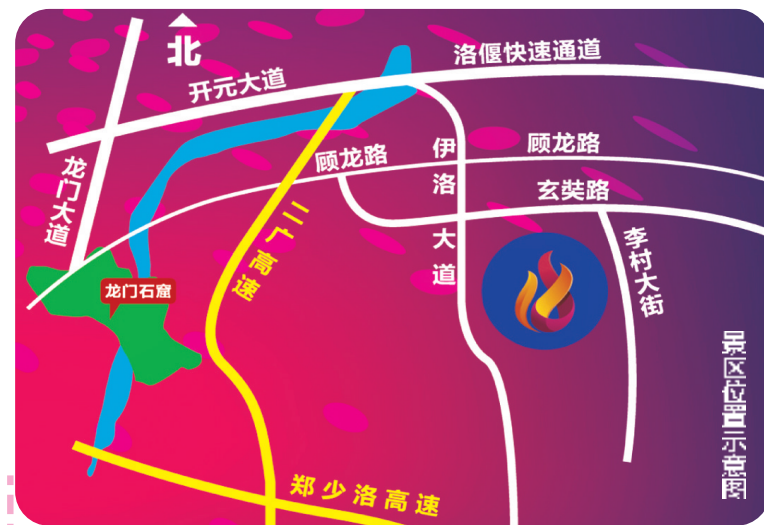 北
洛偃快速通道
开元大道
顾龙路
伊洛大道
顾龙路
龙门大道
玄奘路
二广高速
李村大街
龙门石窟
景区位置示意图
郑少洛高速